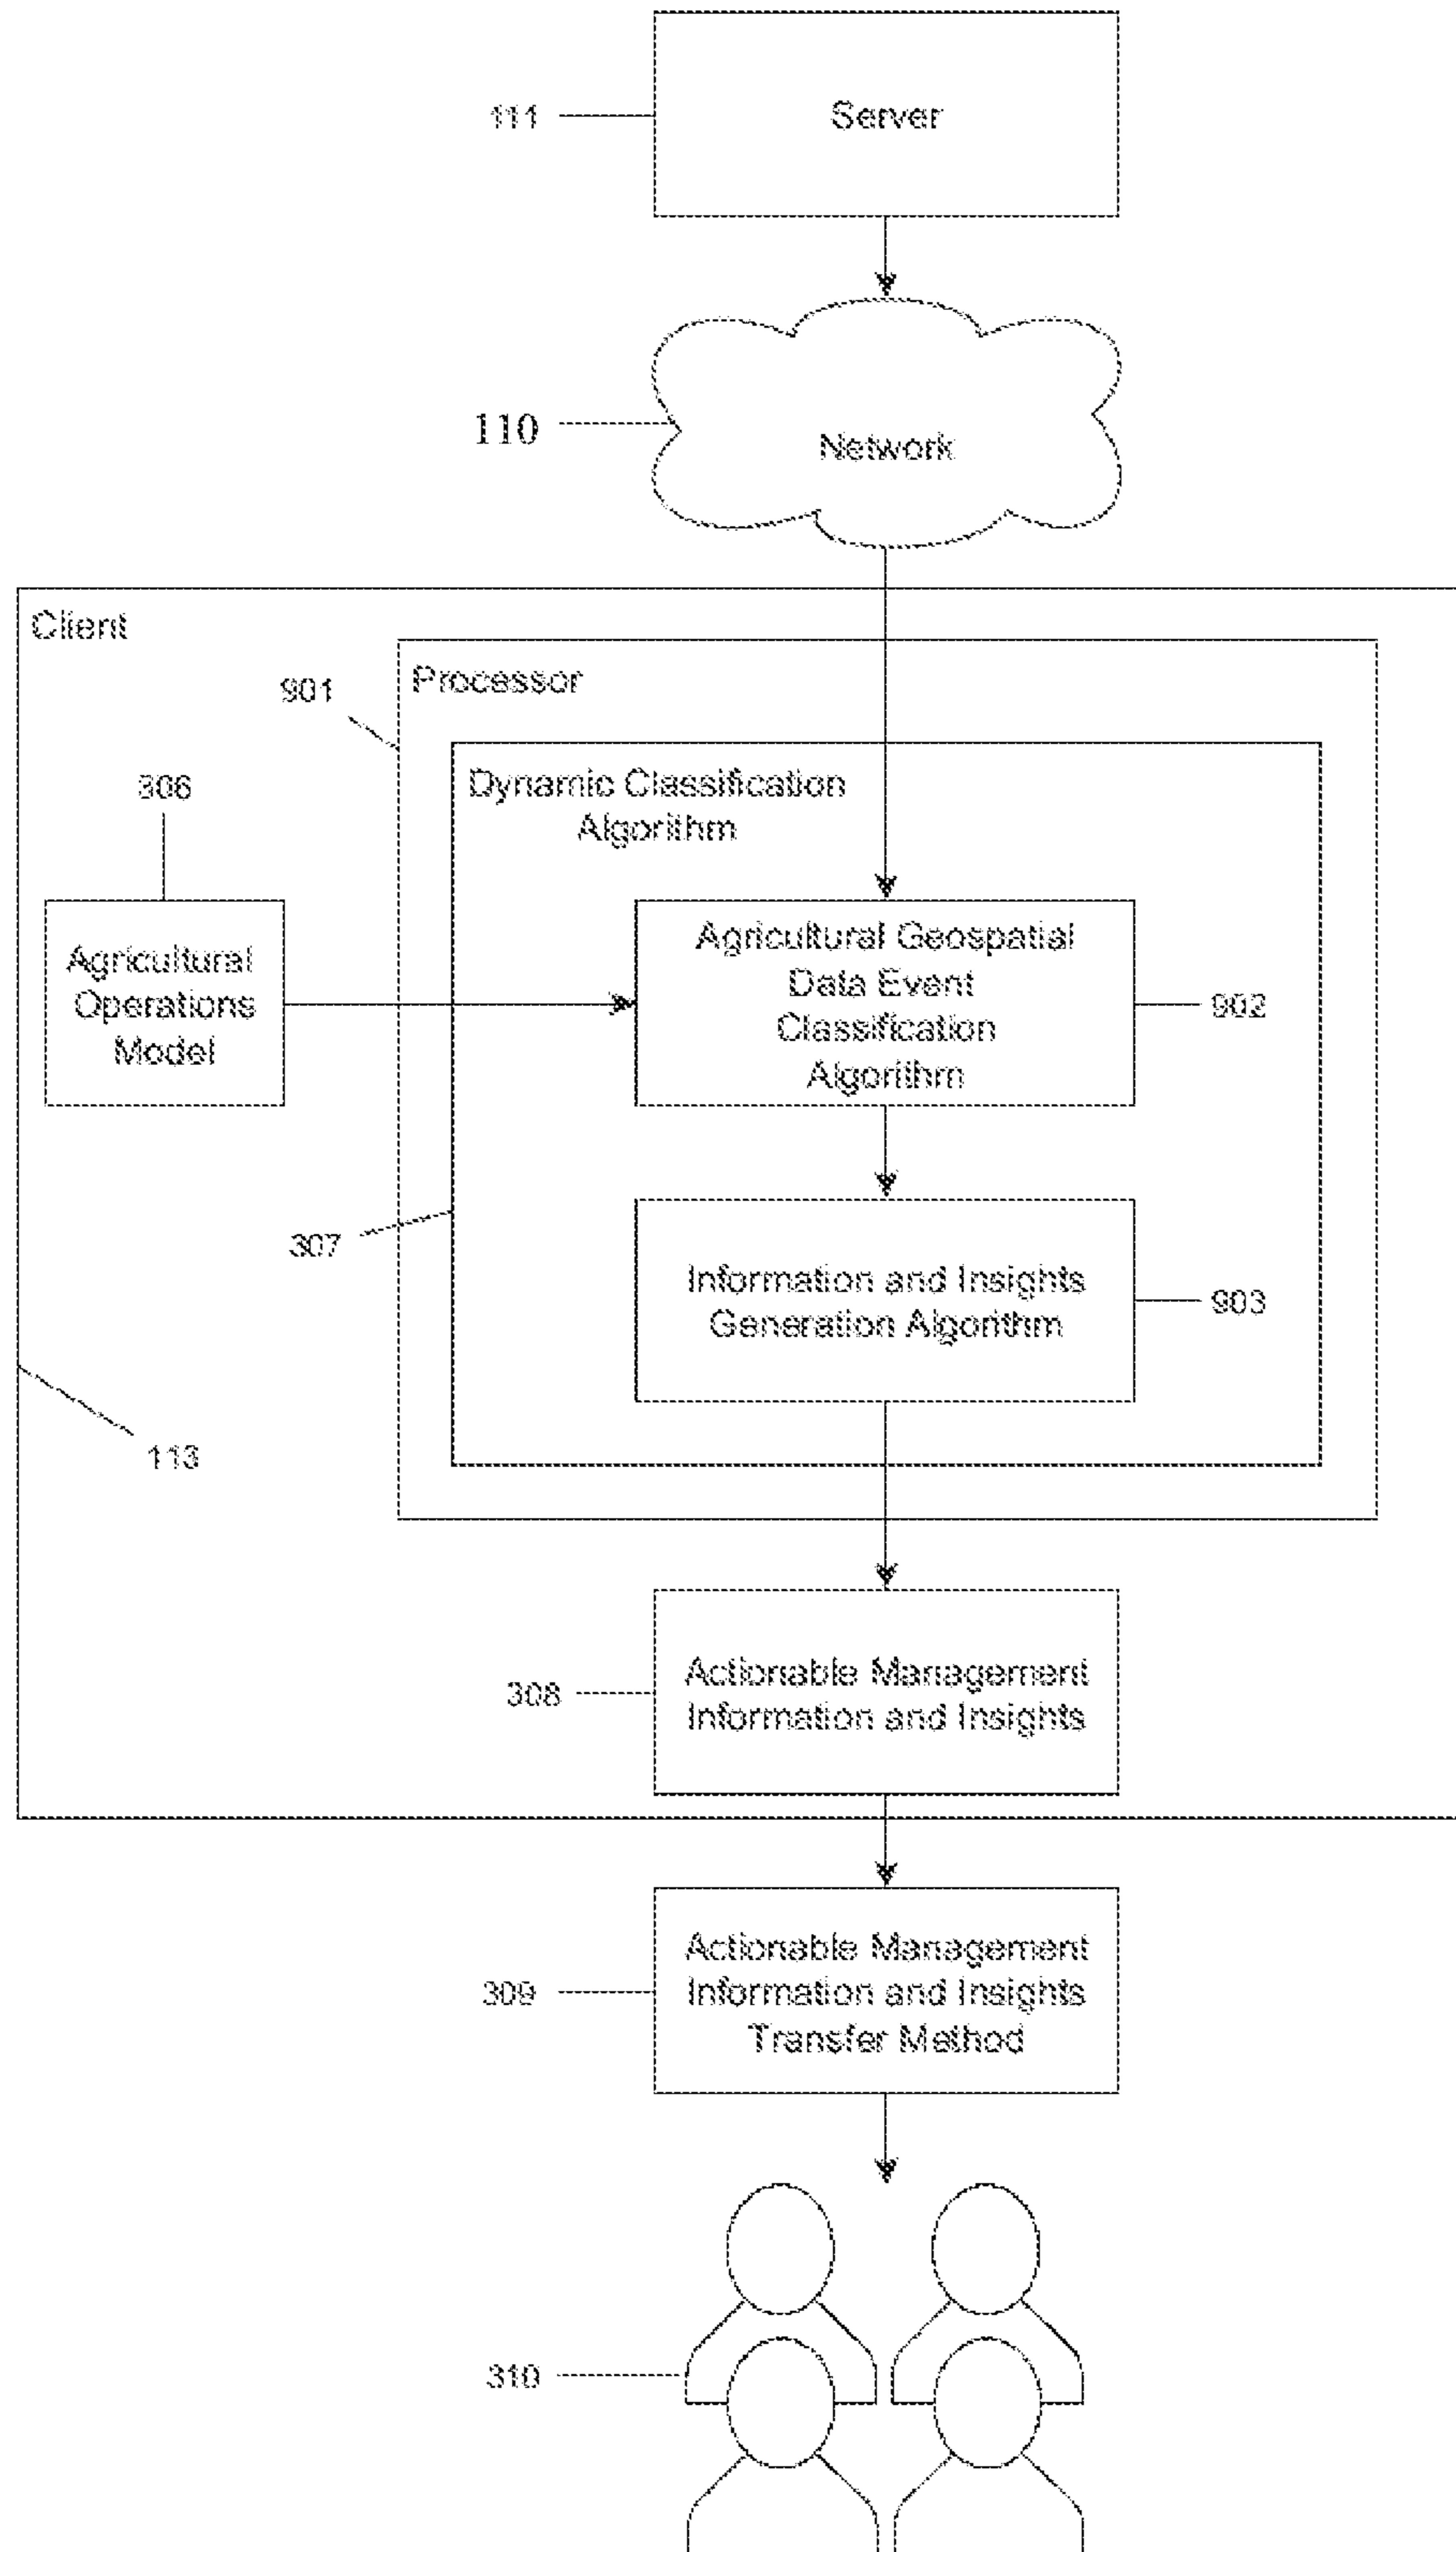 Server
111
110
Network
Client
Processor
901
Dynamic Classification
Algorithm
306
Agricultural
Operations
Model
Agricultural Geospatial
Data Event
Classification
Algorithm
902
307
Information and Insights
Generation Algorithm
903
113
Actionable Management
Information and Insights
308
Actionable Management
Information and Insights
Transfer Method
309
310